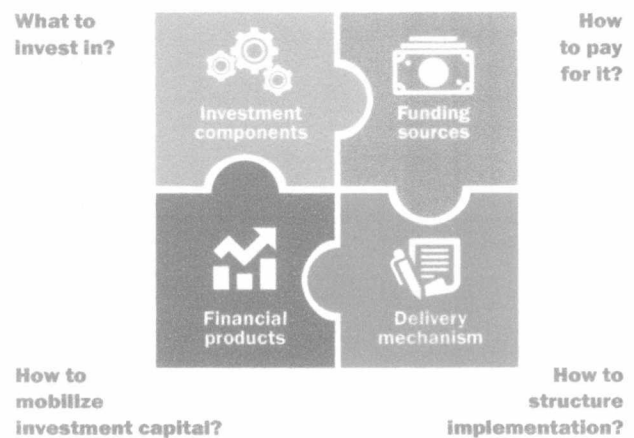 What to
invest in?
How
to pay
for it?
Investment
components
Funding
sources
Financial
products
Delivery
mechanism
How to
mobilize
investment capital?
How to
structure
implementation?